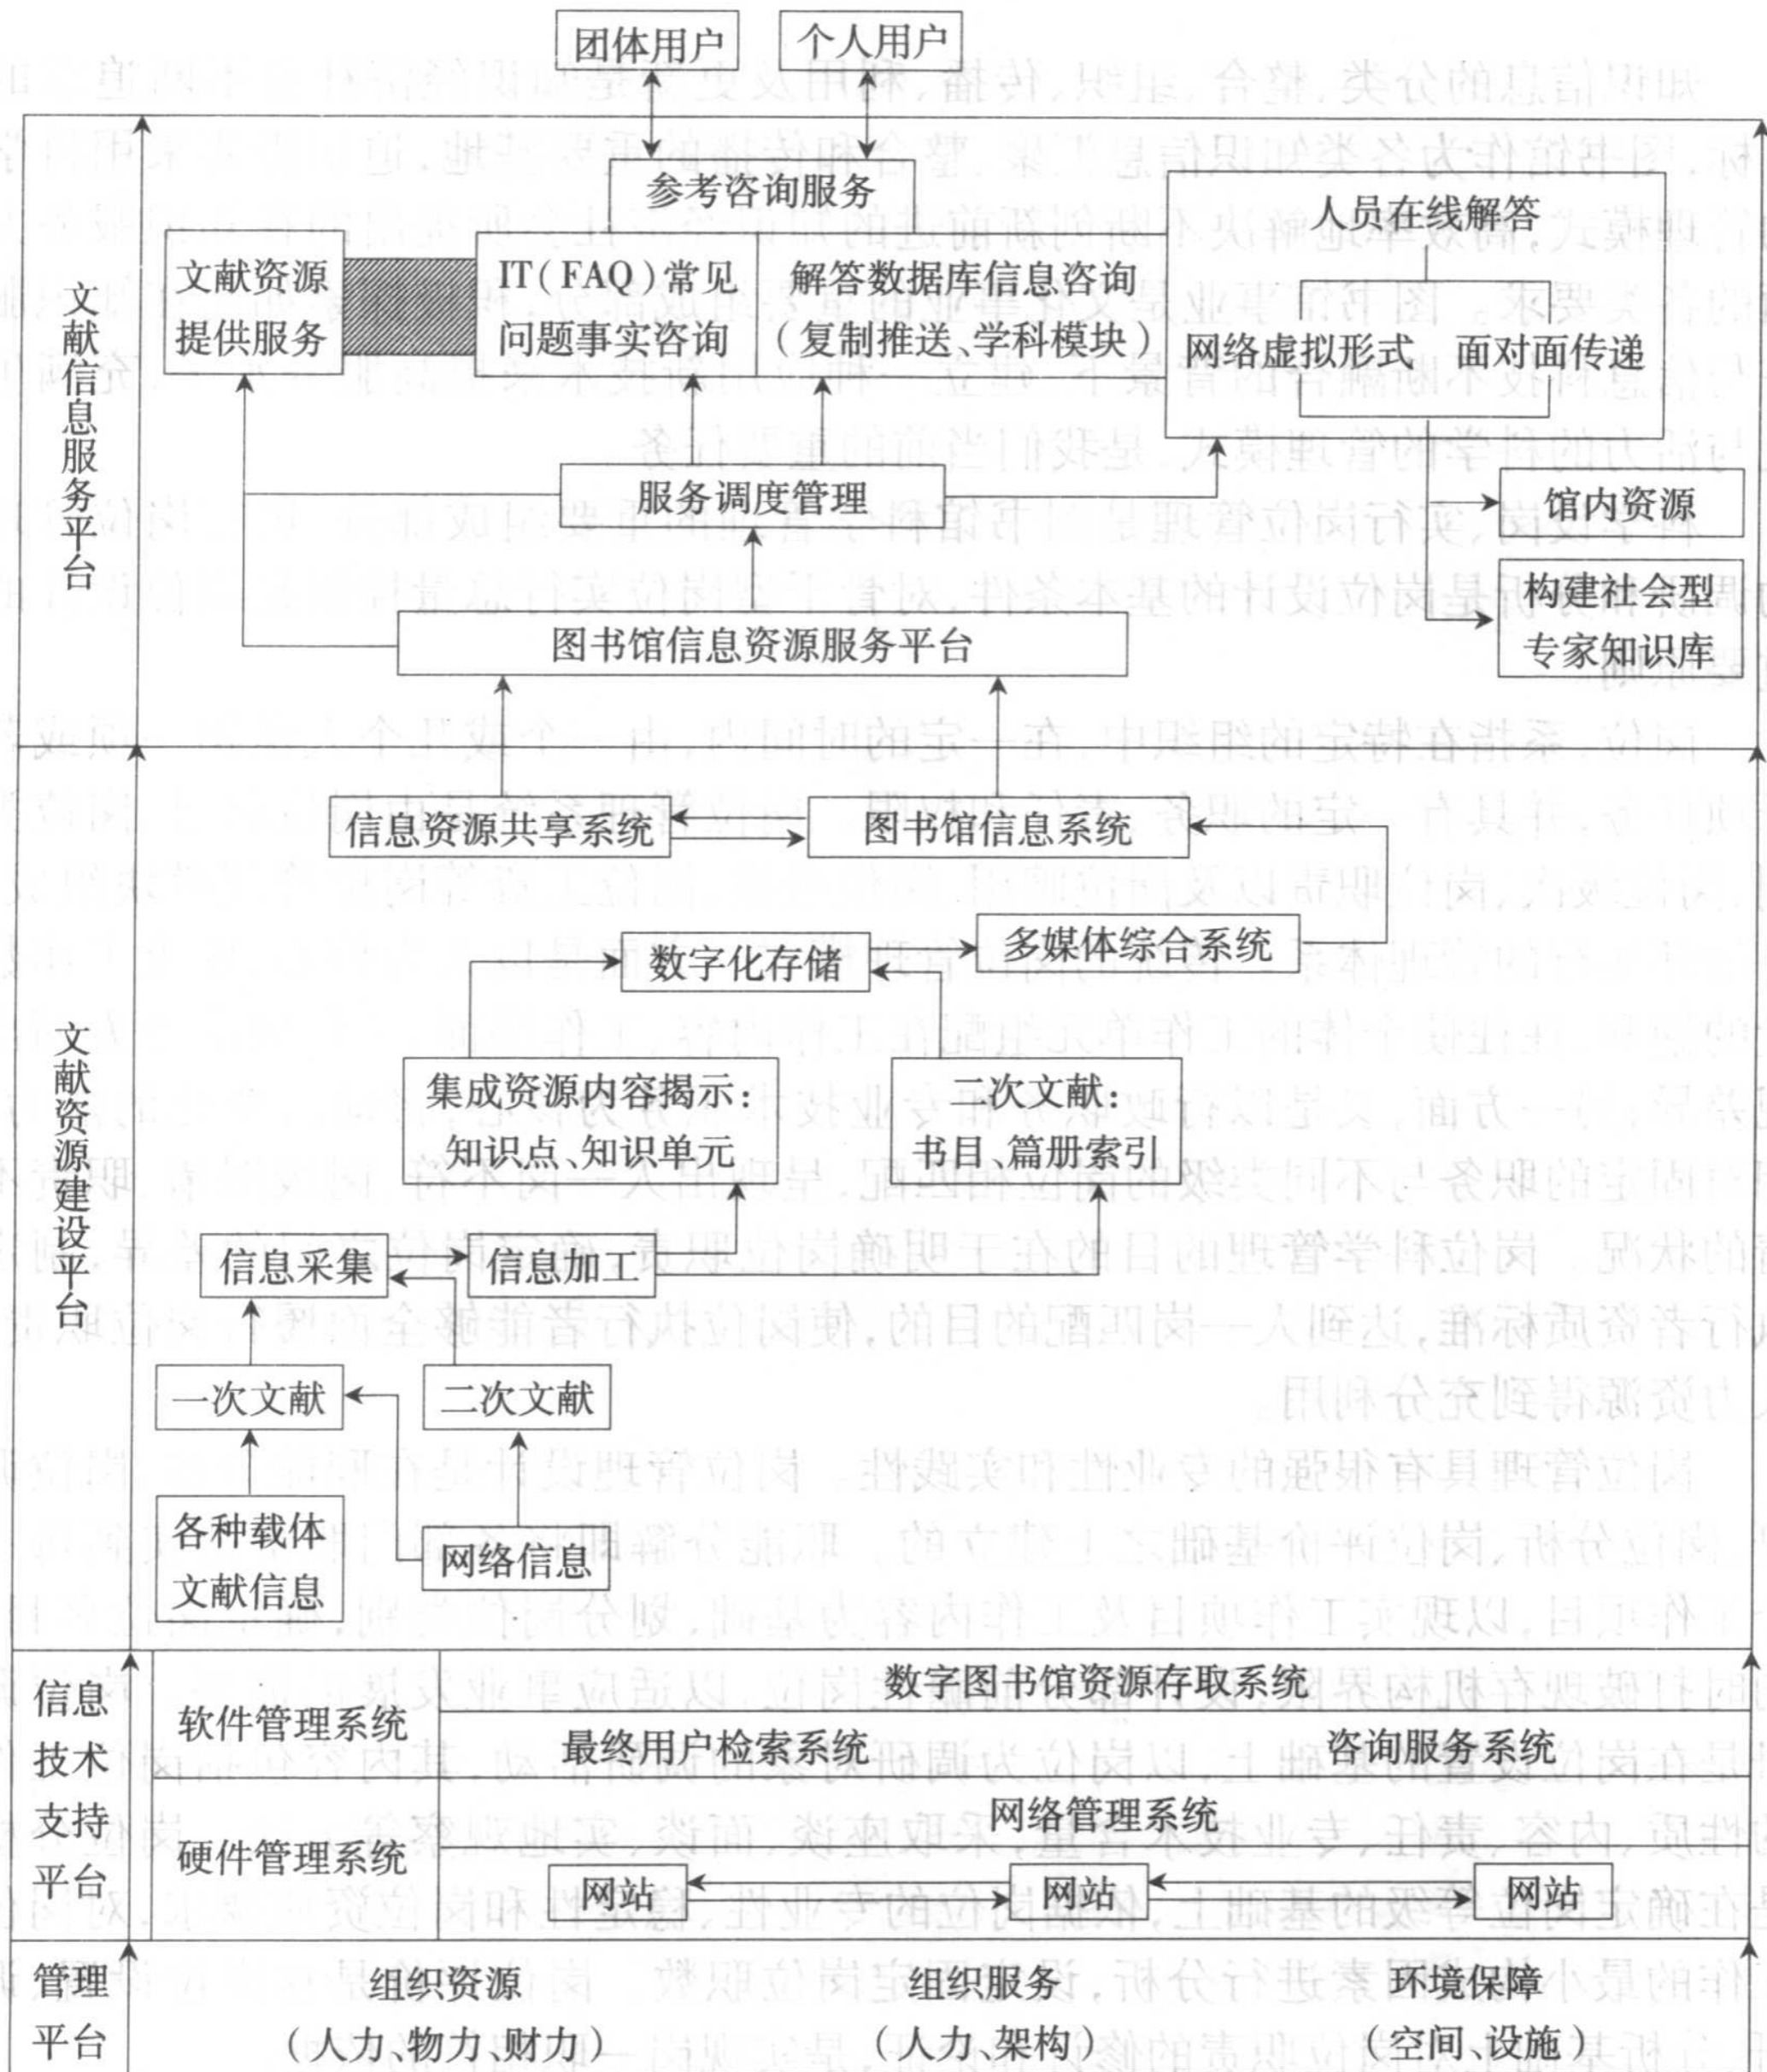 团体用户
个人用户
参考咨询服务
文献信息服务平台
文献资源
提供服务
IT(FAQ)常见
问题事实咨询
解答数据库信息咨询
(复制推送、学科模块)
人员在线解答
网络虚拟形式
面对面传递
服务调度管理
馆内资源
构建社会型
专家知识库
图书馆信息资源服务平台
文献资源建设平台
信息资源共享系统
图书馆信息系统
数字化存储
多媒体综合系统
集成资源内容揭示:
知识点、知识单元
二次文献:
书目、篇册索引
信息采集
信息加工
一次文献
二次文献
各种载体
文献信息
网络信息
信息
技术
支持
平台
软件管理系统
数字图书馆资源存取系统
最终用户检索系统
咨询服务系统
硬件管理系统
网络管理系统
网站
网站
网站
管理
平台
组织资源
(人力、物力、财力)
组织服务
(人力、架构)
环境保障
(空间、设施)